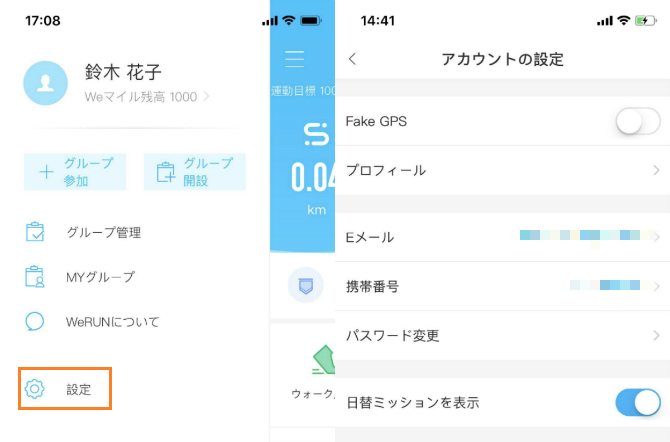 17:08
鈴木 花子
Weマイル残高 1000
グループ
参加
グループ
開設
グループ管理
MYグループ
WeRUNについて
設定
運動目標 100
0.04
km
ウォーク
14:41
アカウントの設定
Fake GPS
プロフィール
Eメール
携帯番号
パスワード変更
日替ミッションを表示